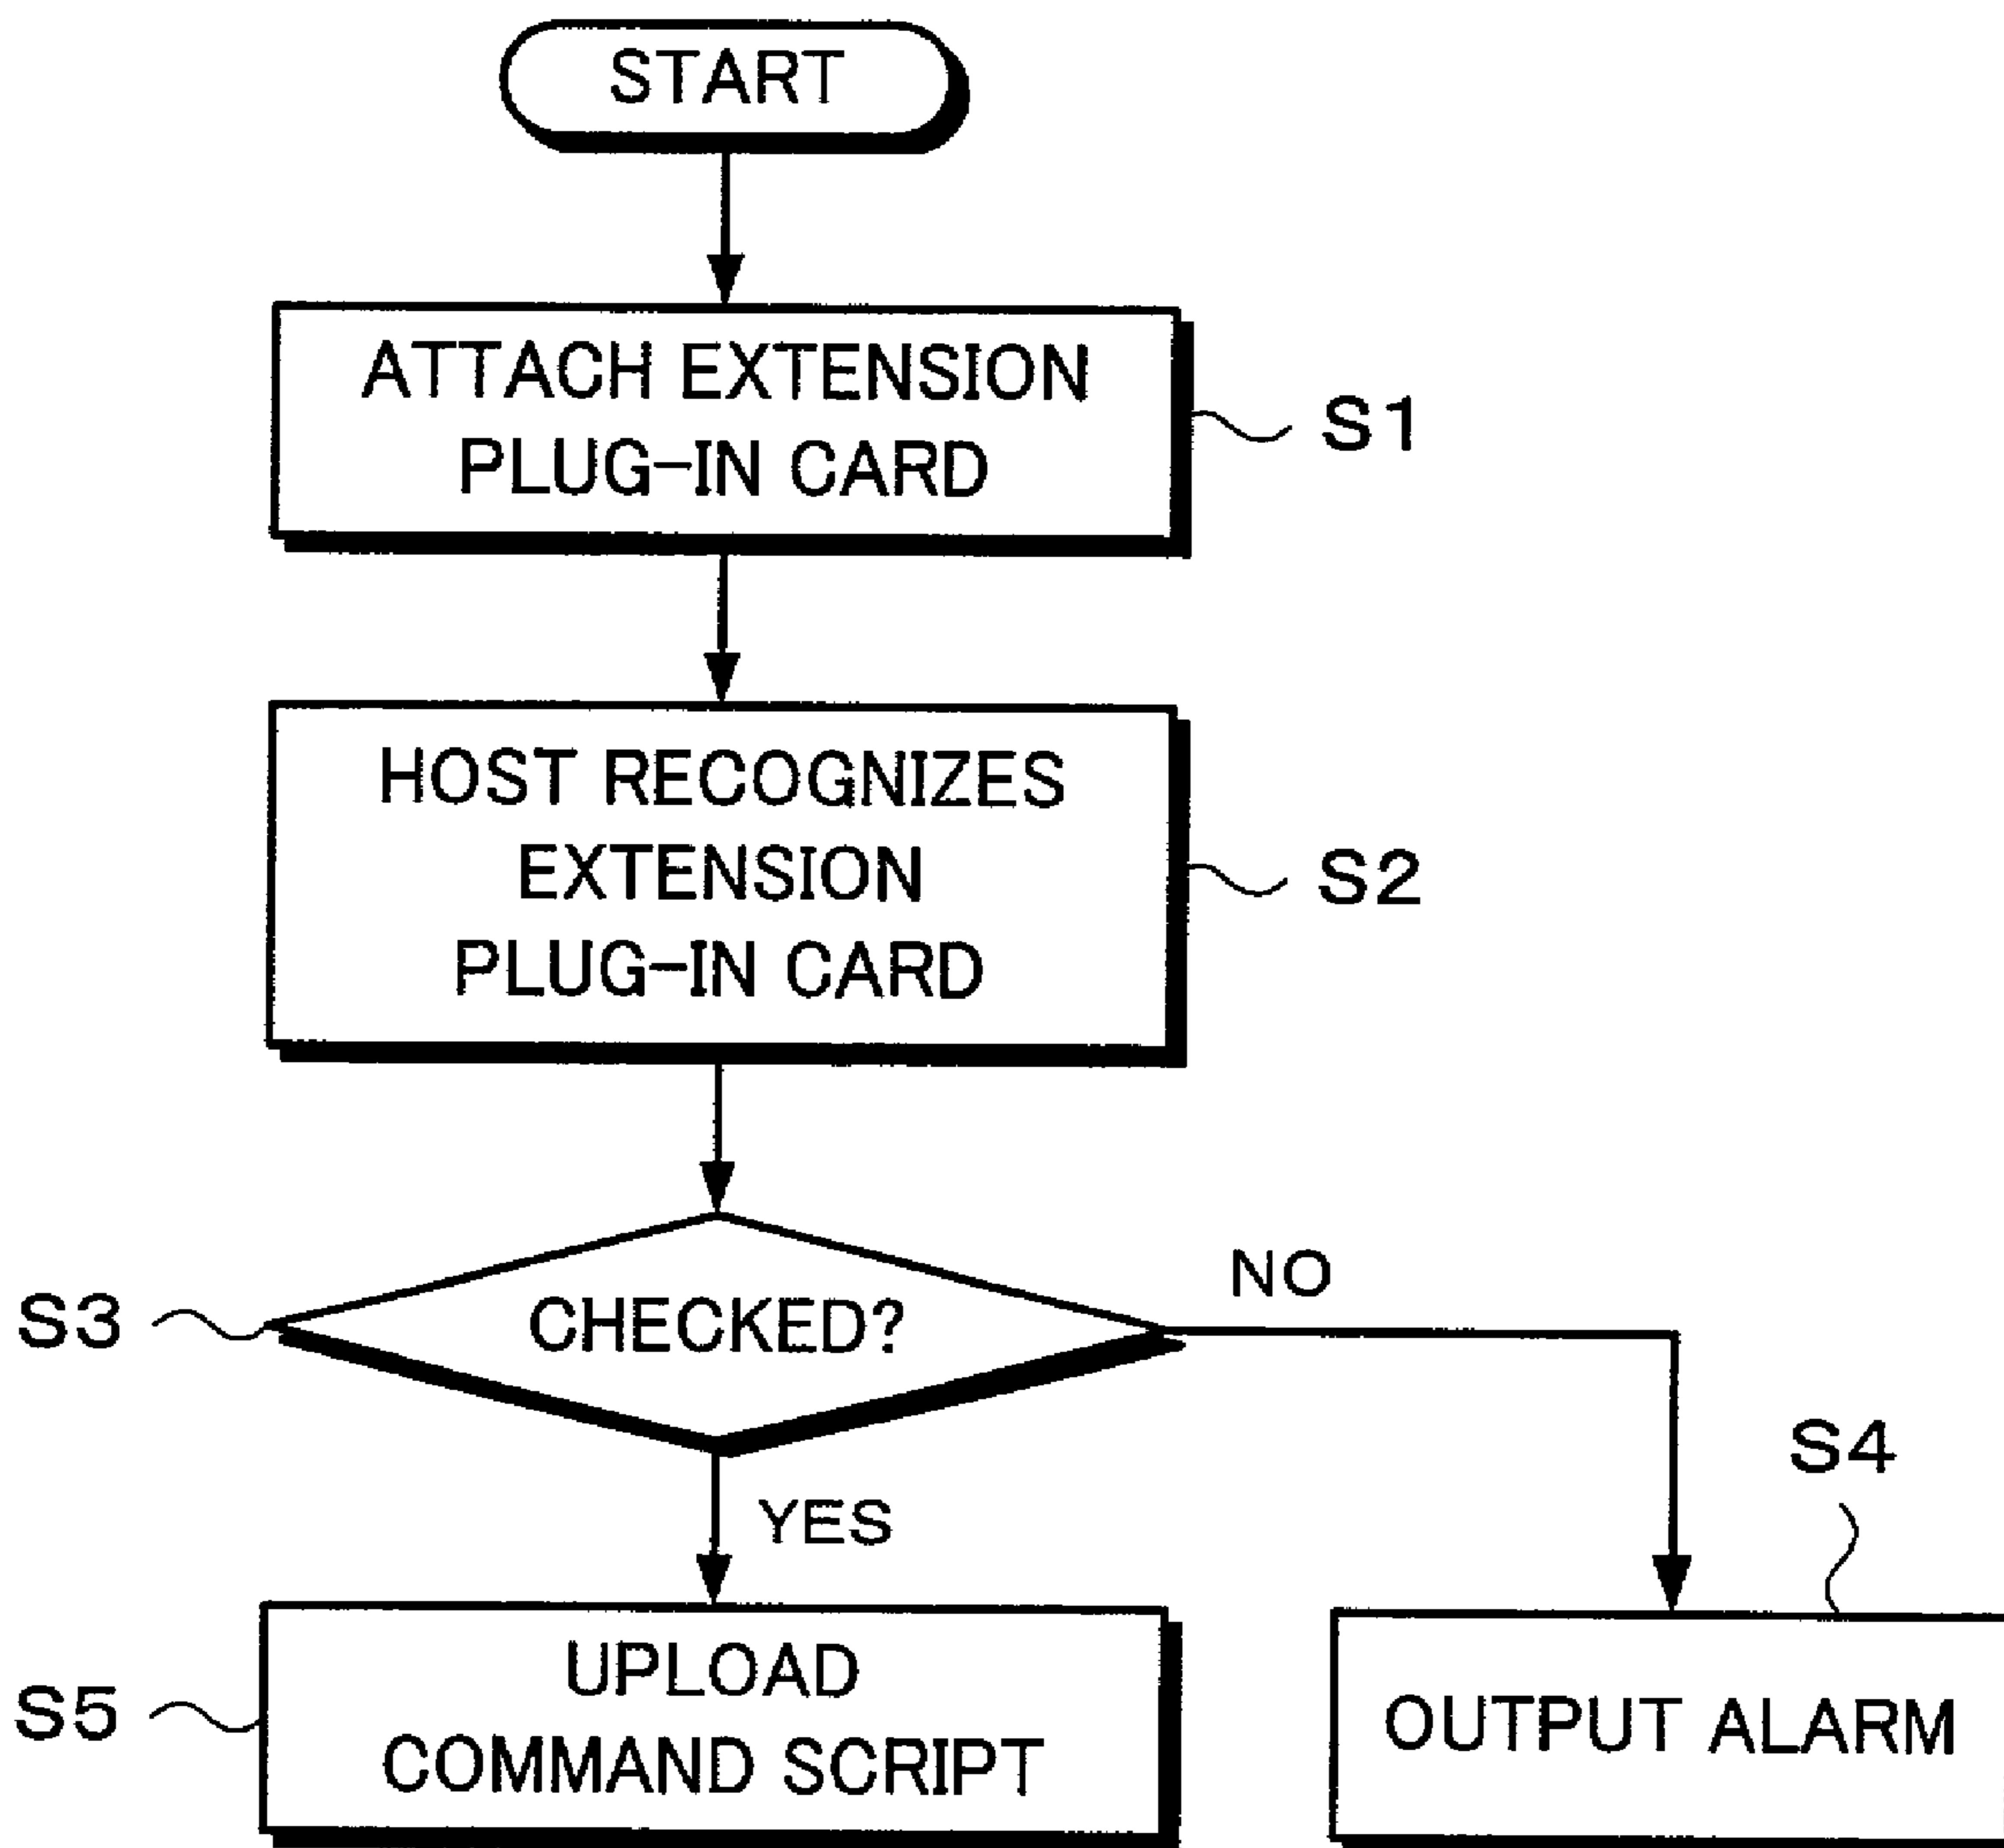 START
ATTACH EXTENSION
PLUG-IN CARD
S1
HOST RECOGNIZES
EXTENSION
PLUG-IN CARD
S2
S3
CHECKED?
NO
YES
S4
S5
UPLOAD
COMMAND SCRIPT
OUTPUT ALARM